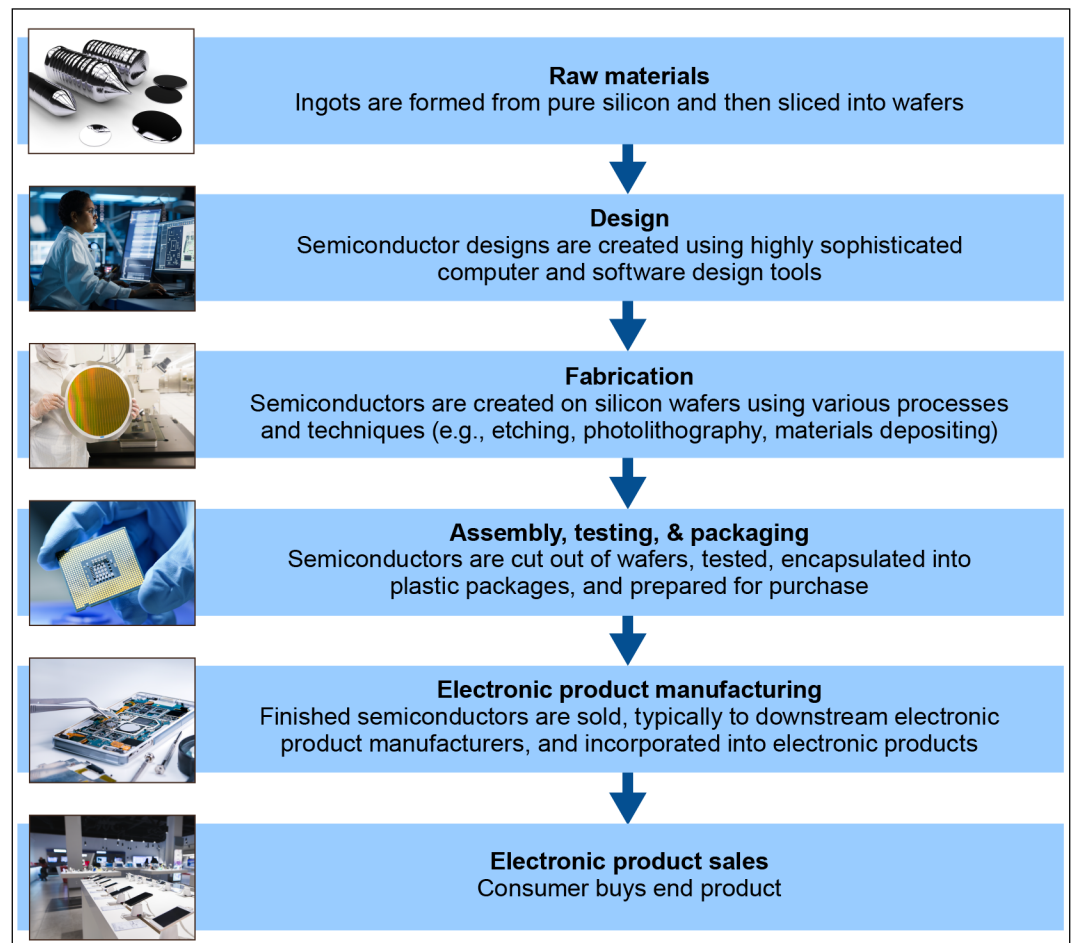 Raw materials
Ingots are formed from pure silicon and then sliced into wafers
Design
Semiconductor designs are created using highly sophisticated
computer and software design tools
Fabrication
Semiconductors are created on silicon wafers using various processes
and techniques (e.g., etching, photolithography, materials depositing)
Assembly, testing, & packaging
Semiconductors are cut out of wafers, tested, encapsulated into
plastic packages, and prepared for purchase
Electronic product manufacturing
Finished semiconductors are sold, typically to downstream electronic
product manufacturers, and incorporated into electronic products
Electronic product sales
Consumer buys end product